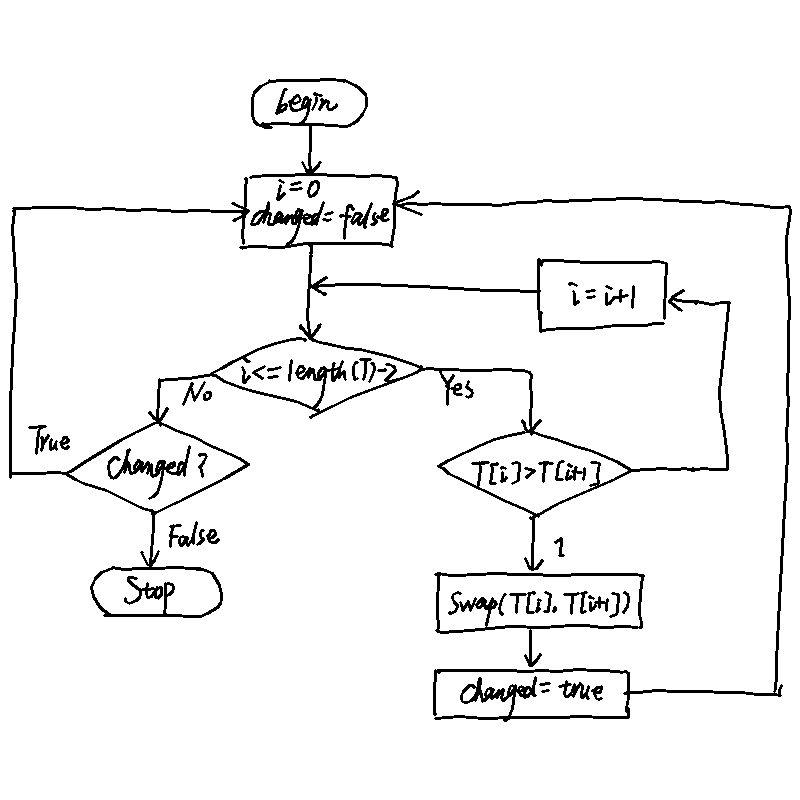 begin
i=0
changed=false
i=i+1
i<=length(T)-2
No
Yes
True
changed?
T[i]>T[i+1]
False
1
Stop
Swap(T[i],T[i+1])
changed=true